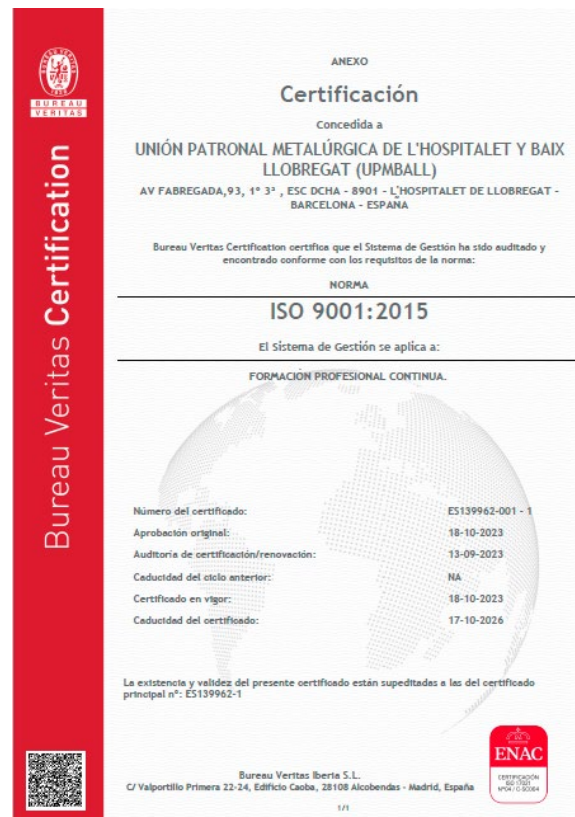 BUREAU
VERITAS
Bureau Veritas Certification
ANEXO
Certificación
Concedida a
UNIÓN PATRONAL METALÚRGICA DE L'HOSPITALET Y BAIX
LLOBREGAT (UPMBALL)
AV FABREGADA,93, 1º 3ª , ESC DCHA - 8901 - L'HOSPITALET DE LLOBREGAT -
BARCELONA - ESPAÑA
Bureau Veritas Certification certifica que el Sistema de Gestión ha sido auditado y
encontrado conforme con los requisitos de la norma:
NORMA
ISO 9001:2015
El Sistema de Gestión se aplica a:
FORMACIÓN PROFESIONAL CONTINUA.
Número del certificado: ES139962-001 - 1
Aprobación original: 18-10-2023
Auditoría de certificación/renovación: 13-09-2023
Caducidad del ciclo anterior: NA
Certificado en vigor: 18-10-2023
Caducidad del certificado: 17-10-2026
La existencia y validez del presente certificado están supeditadas a las del certificado
principal nº: ES139962-1
ENAC
CERTIFICACIÓN
ISO 17021
Bureau Veritas Iberia S.L.
C/ Valportillo Primera 22-24, Edificio Caoba, 28108 Alcobendas - Madrid, España
1/1